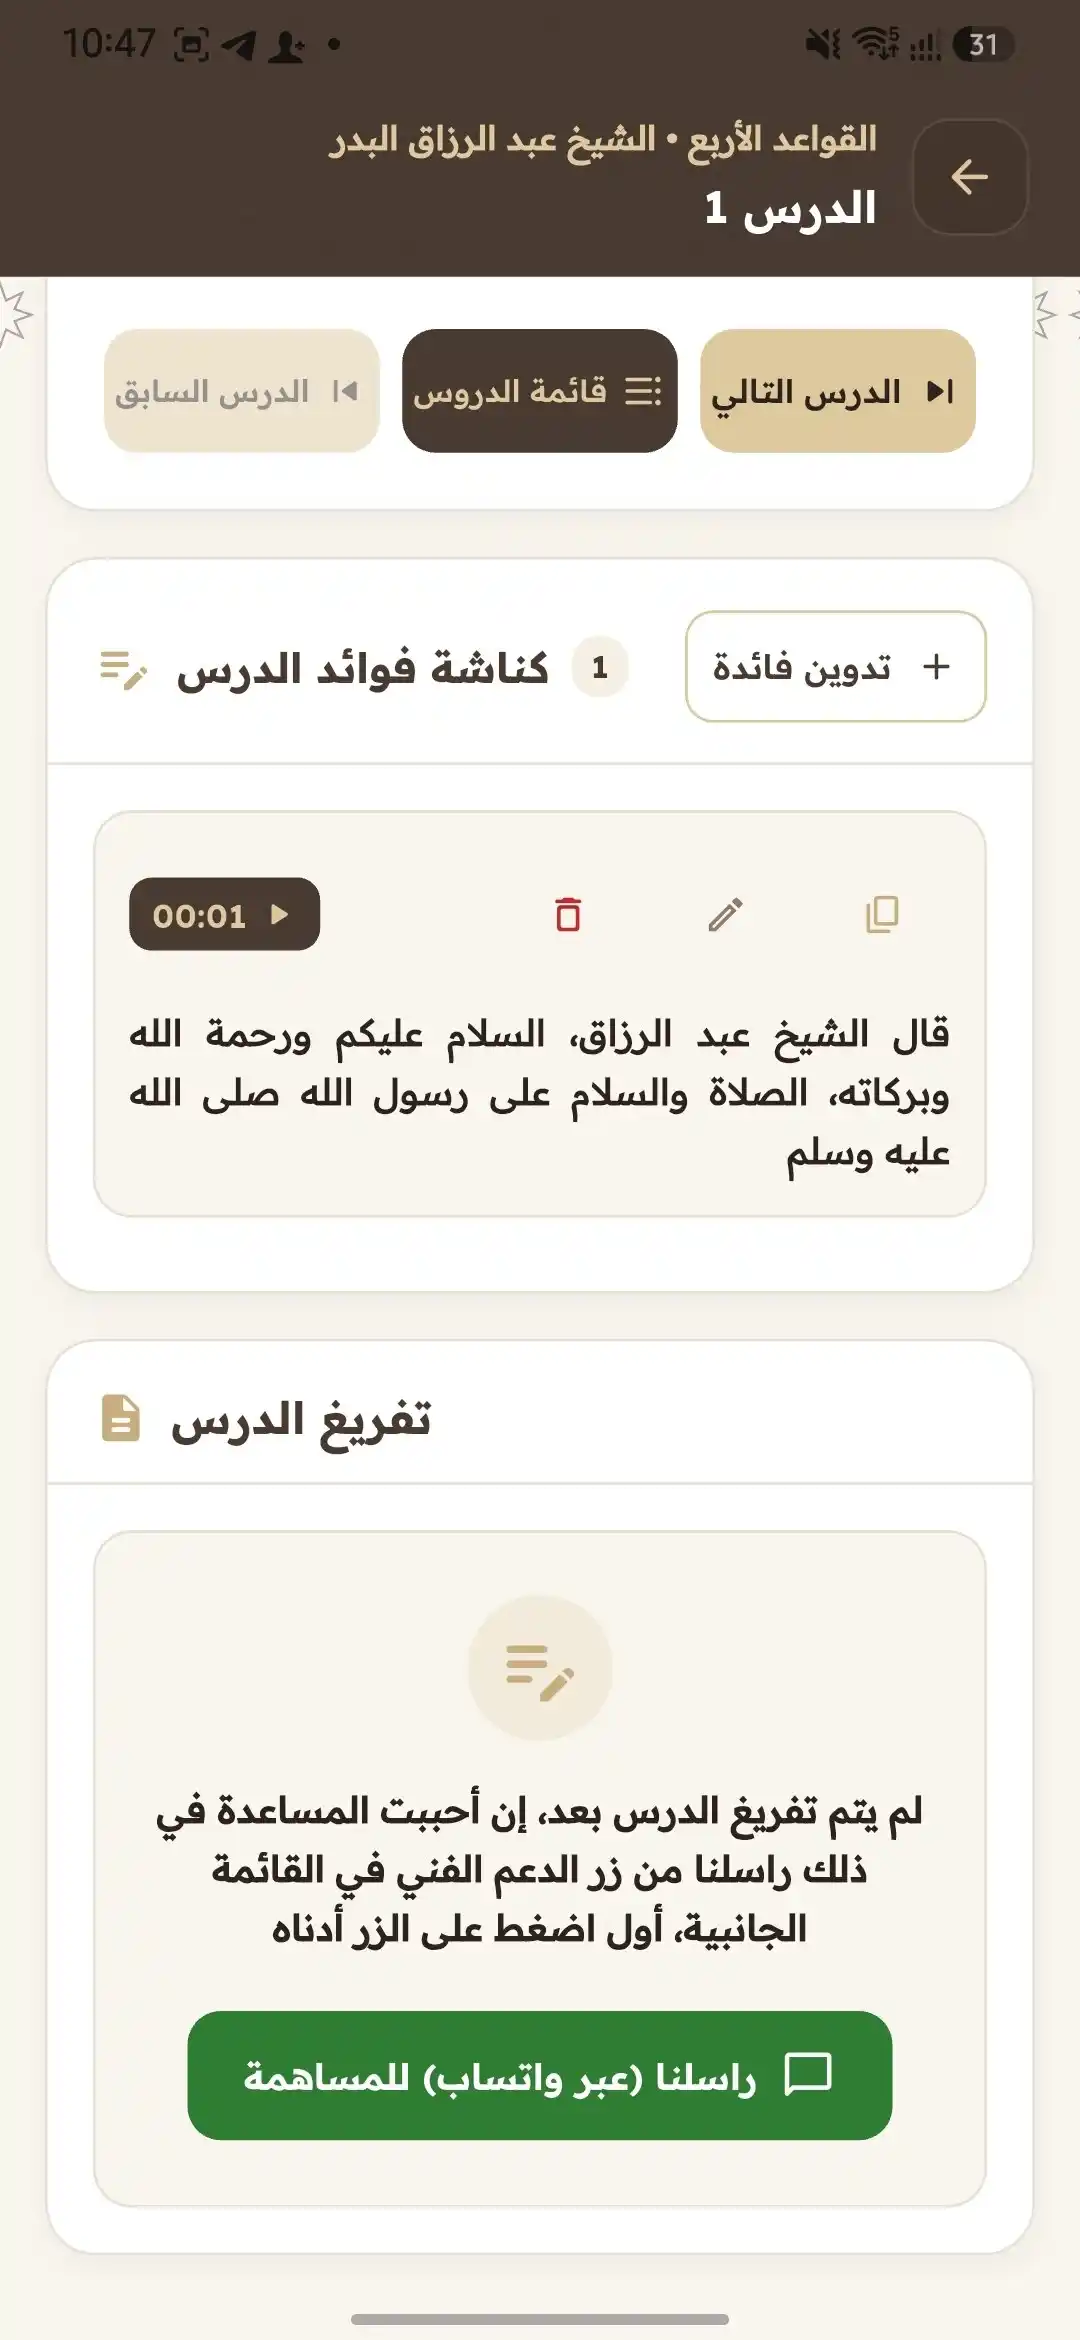 10:47
5
31
القواعد الأربع • الشيخ عبد الرزاق البدر
الدرس 1
الدرس التالي
قائمة الدروس
الدرس السابق
تدوين فائدة
1
كناشة فوائد الدرس
00:01
قال الشيخ عبد الرزاق، السلام عليكم ورحمة الله
وبركاته، الصلاة والسلام على رسول الله صلى الله
عليه وسلم
تفريغ الدرس
لم يتم تفريغ الدرس بعد، إن أحببت المساعدة في
ذلك راسلنا من زر الدعم الفني في القائمة
الجانبية، أول اضغط على الزر أدناه
راسلنا (عبر واتساب) للمساهمة